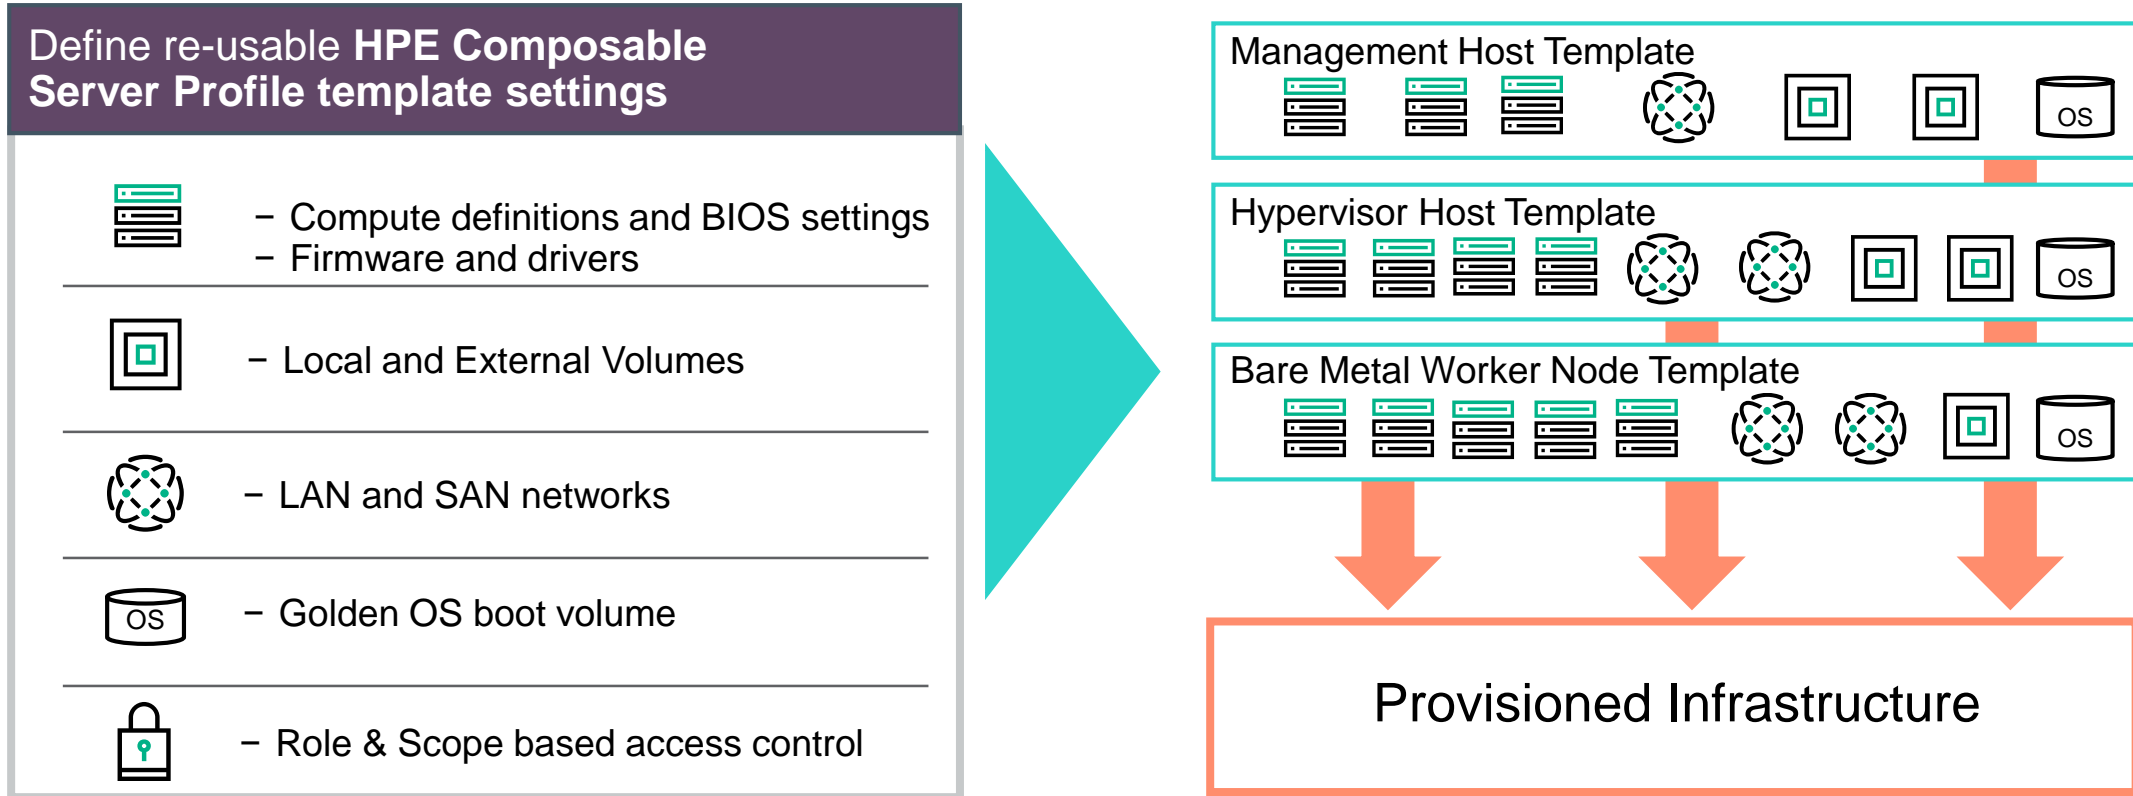 Define re-usable HPE Composable
Server Profile template settings
– Compute definitions and BIOS settings
– Firmware and drivers
– Local and External Volumes
– LAN and SAN networks
OS
– Golden OS boot volume
– Role & Scope based access control
Management Host Template
OS
Hypervisor Host Template
OS
Bare Metal Worker Node Template
OS
Provisioned Infrastructure